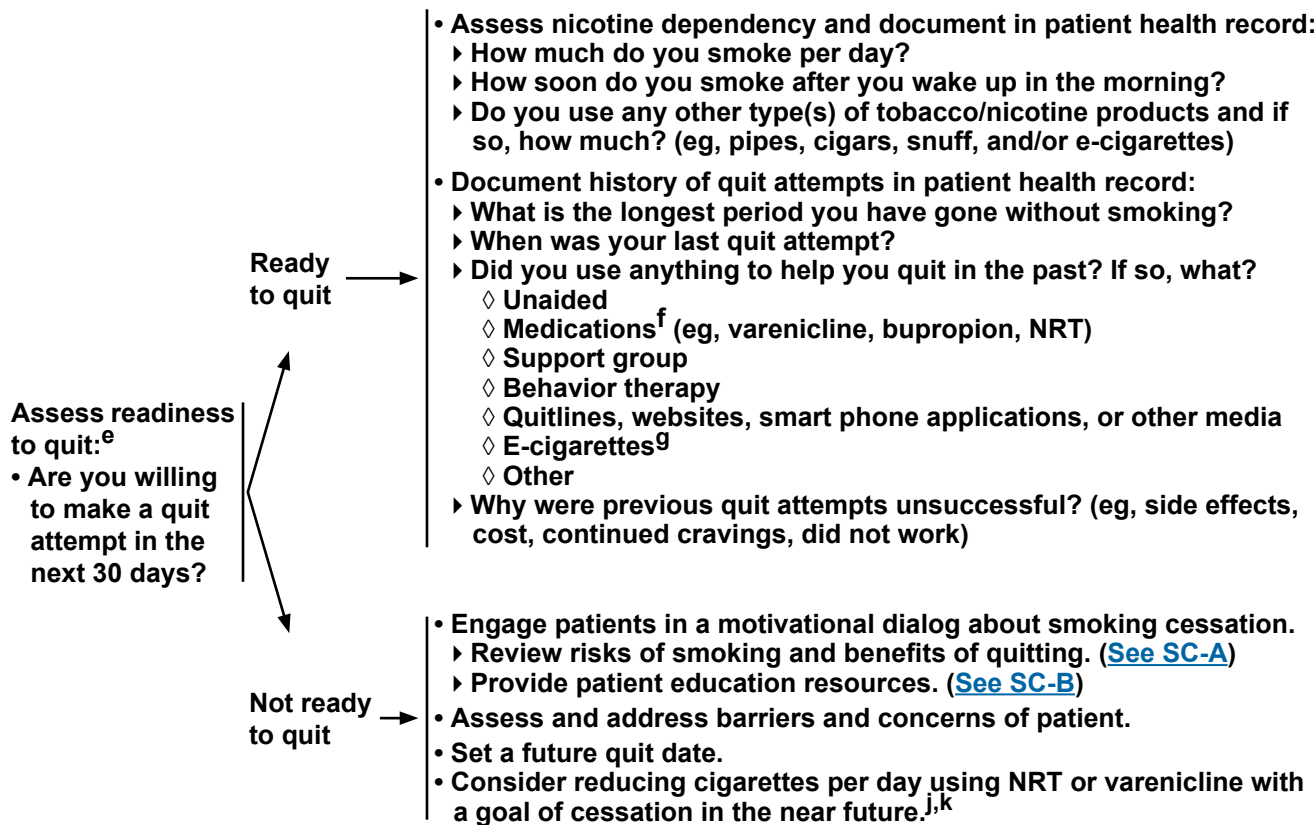 Assess readiness
to quit:e
• Are you willing
to make a quit
attempt in the
next 30 days?
Ready
to quit
• Assess nicotine dependency and document in patient health record:
▸ How much do you smoke per day?
▸ How soon do you smoke after you wake up in the morning?
▸ Do you use any other type(s) of tobacco/nicotine products and if
so, how much? (eg, pipes, cigars, snuff, and/or e-cigarettes)
• Document history of quit attempts in patient health record:
▸ What is the longest period you have gone without smoking?
▸ When was your last quit attempt?
▸ Did you use anything to help you quit in the past? If so, what?
◊ Unaided
◊ Medicationsf (eg, varenicline, bupropion, NRT)
◊ Support group
◊ Behavior therapy
◊ Quitlines, websites, smart phone applications, or other media
◊ E-cigarettesg
◊ Other
▸ Why were previous quit attempts unsuccessful? (eg, side effects,
cost, continued cravings, did not work)
Not ready
to quit
• Engage patients in a motivational dialog about smoking cessation.
▸ Review risks of smoking and benefits of quitting. (See SC-A)
▸ Provide patient education resources. (See SC-B)
• Assess and address barriers and concerns of patient.
• Set a future quit date.
• Consider reducing cigarettes per day using NRT or varenicline with
a goal of cessation in the near future.j,k